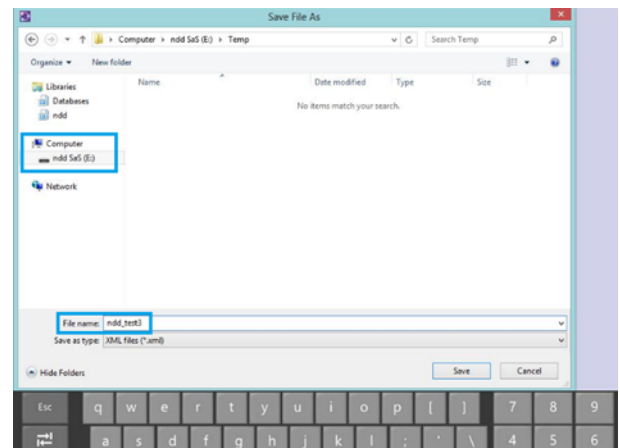 Save File As
Computer ▸ ndd SaS (E:) ▸ Temp
Search Temp
Organize New folder
Name Date modified Type Size
No items match your search.
Libraries
Databases
ndd
Computer
ndd SaS (E:)
Network
File name: ndd_test3
Save as type: XML files (*.xml)
Hide Folders Save Cancel
Esc q w e r t y u i o p [ ] 7 8 9
a s d f g h j k l ; ' \ 4 5 6